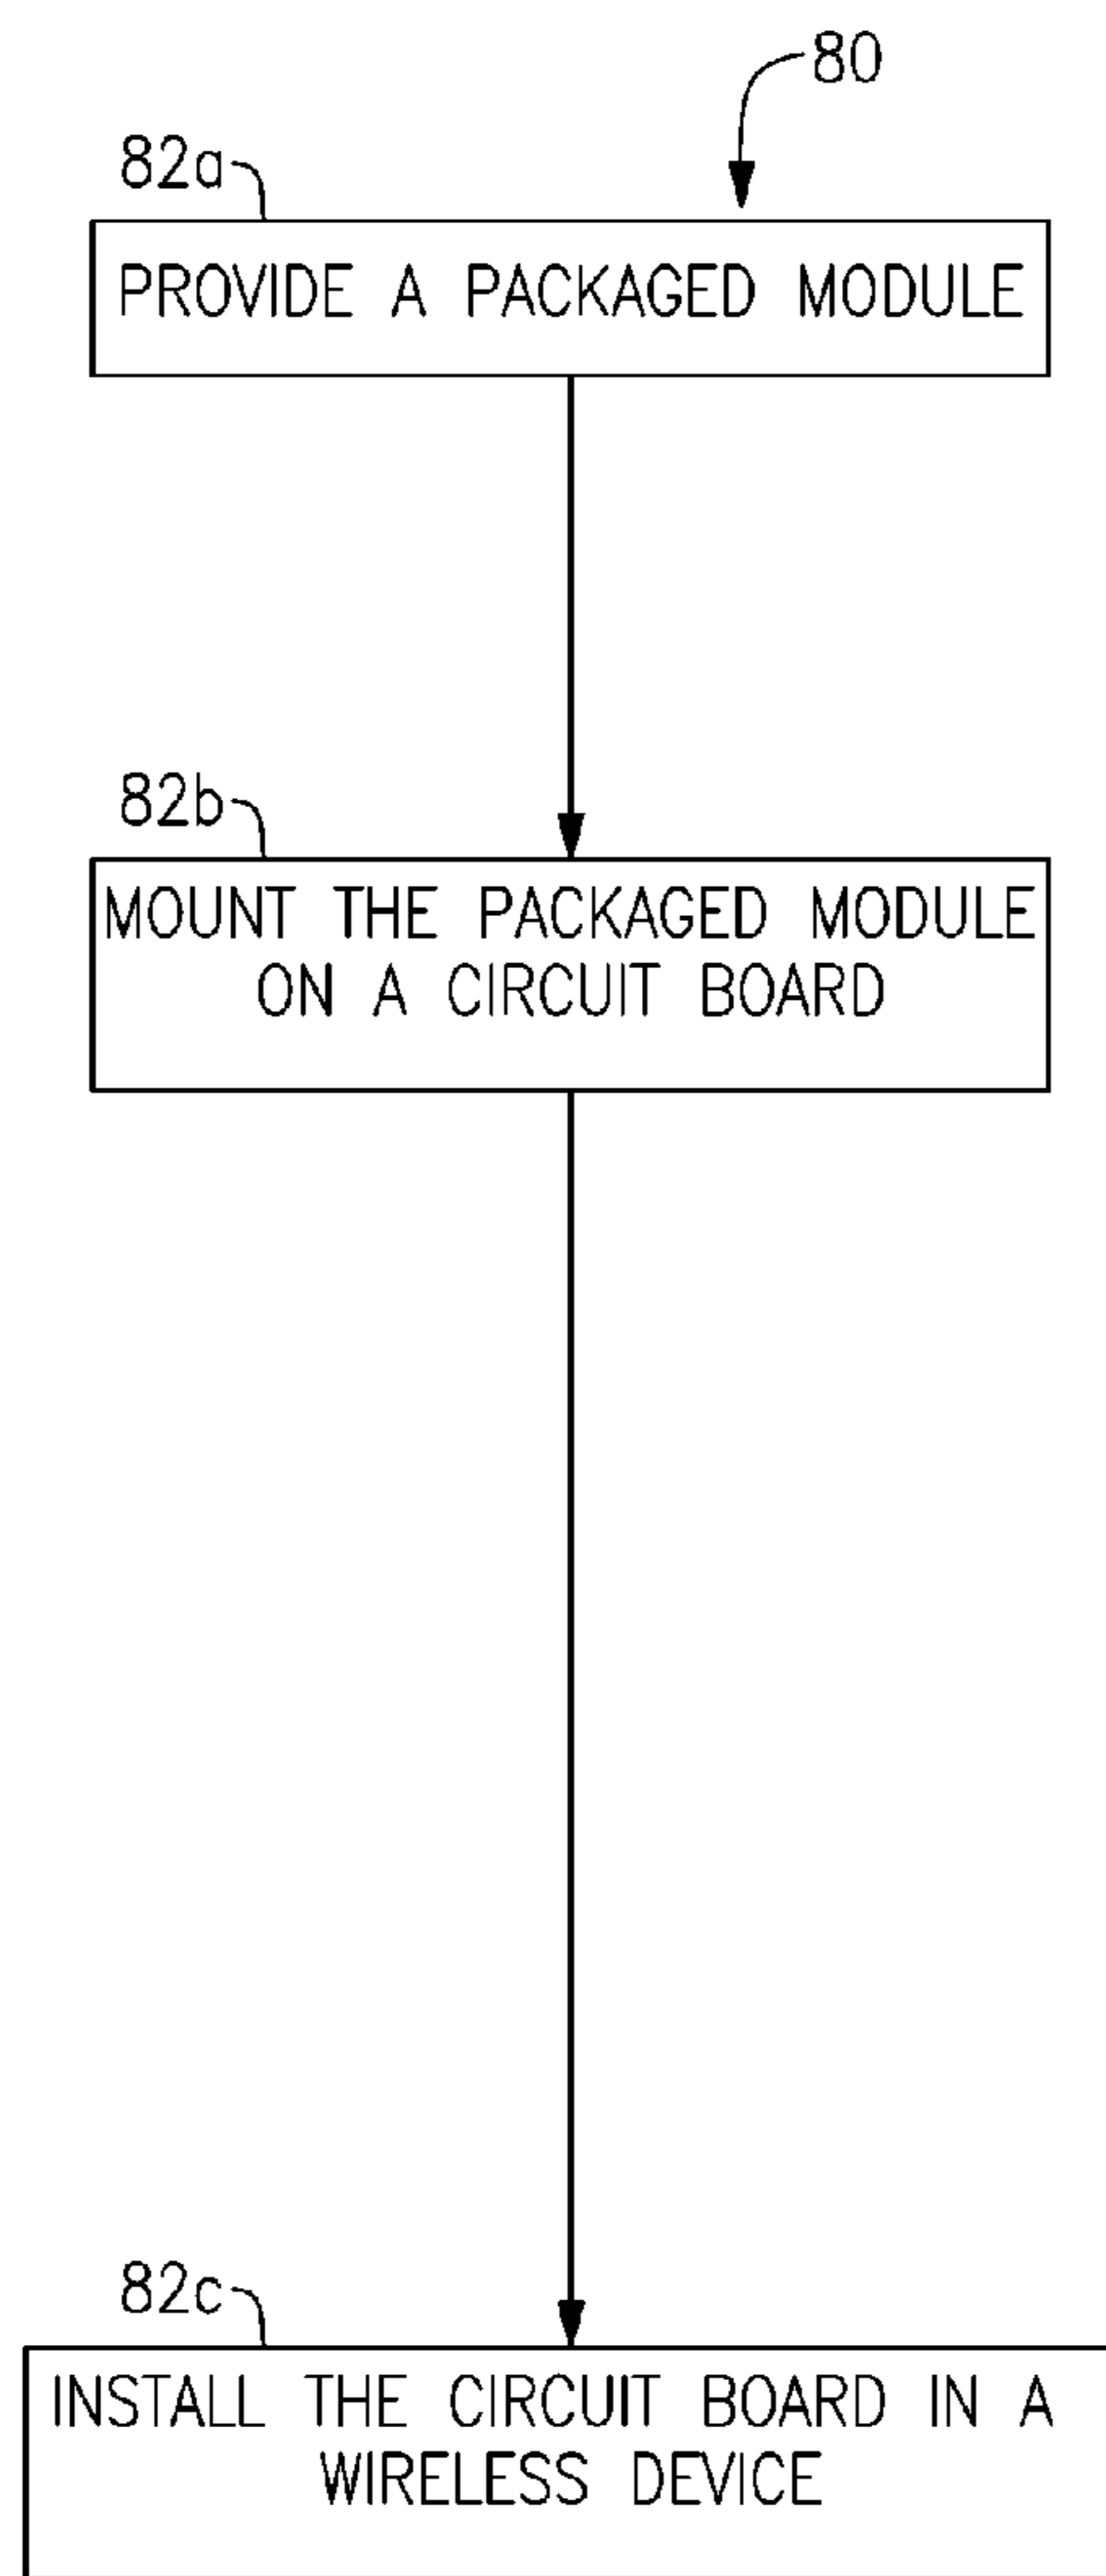 80
82a
PROVIDE A PACKAGED MODULE
82b
MOUNT THE PACKAGED MODULE
ON A CIRCUIT BOARD
82c
INSTALL THE CIRCUIT BOARD IN A
WIRELESS DEVICE